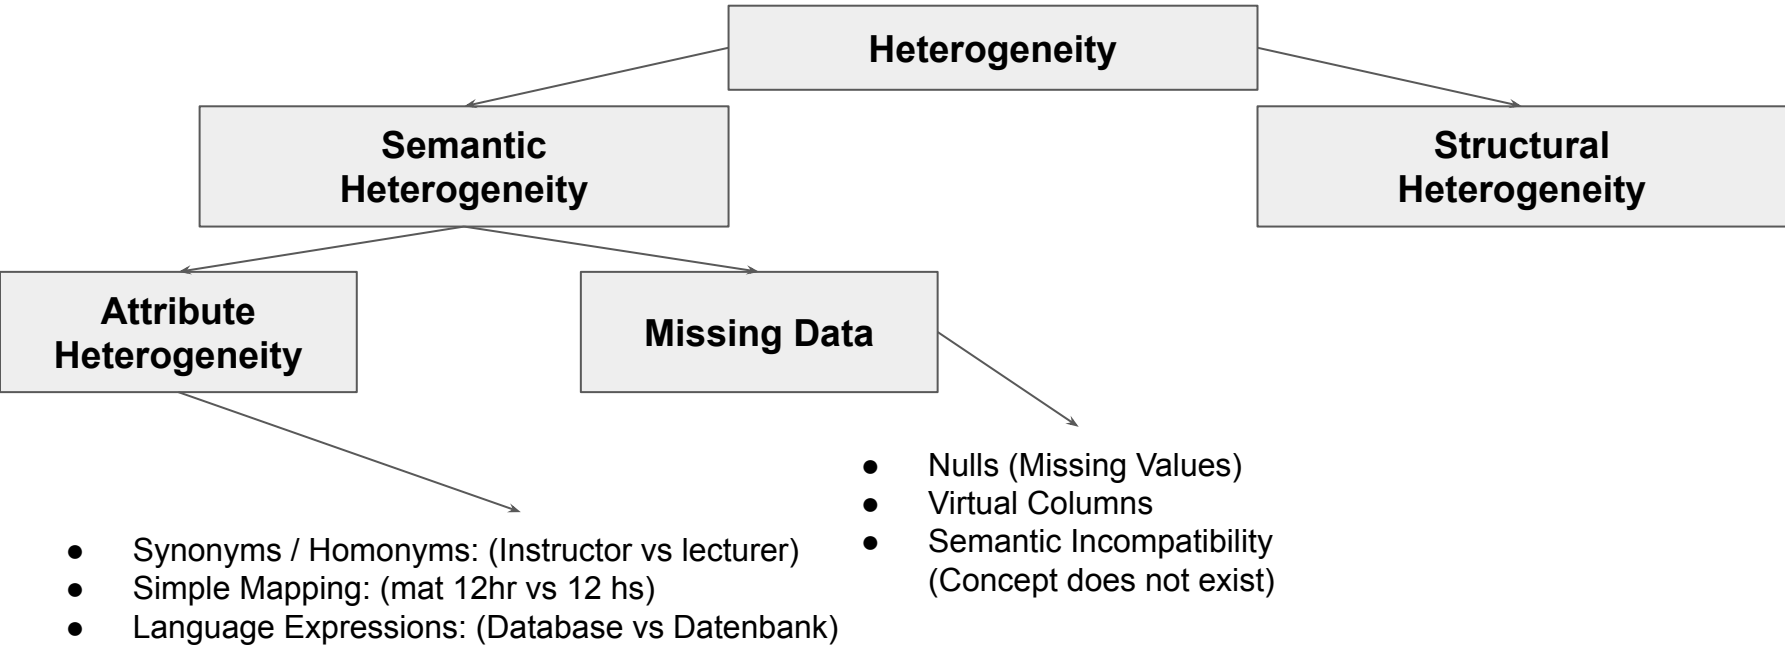 Heterogeneity
Semantic
Heterogeneity
Structural
Heterogeneity
Attribute
Heterogeneity
Missing Data
● Nulls (Missing Values)
● Virtual Columns
● Semantic Incompatibility
(Concept does not exist)
● Synonyms / Homonyms: (Instructor vs lecturer)
● Simple Mapping: (mat 12hr vs 12 hs)
● Language Expressions: (Database vs Datenbank)